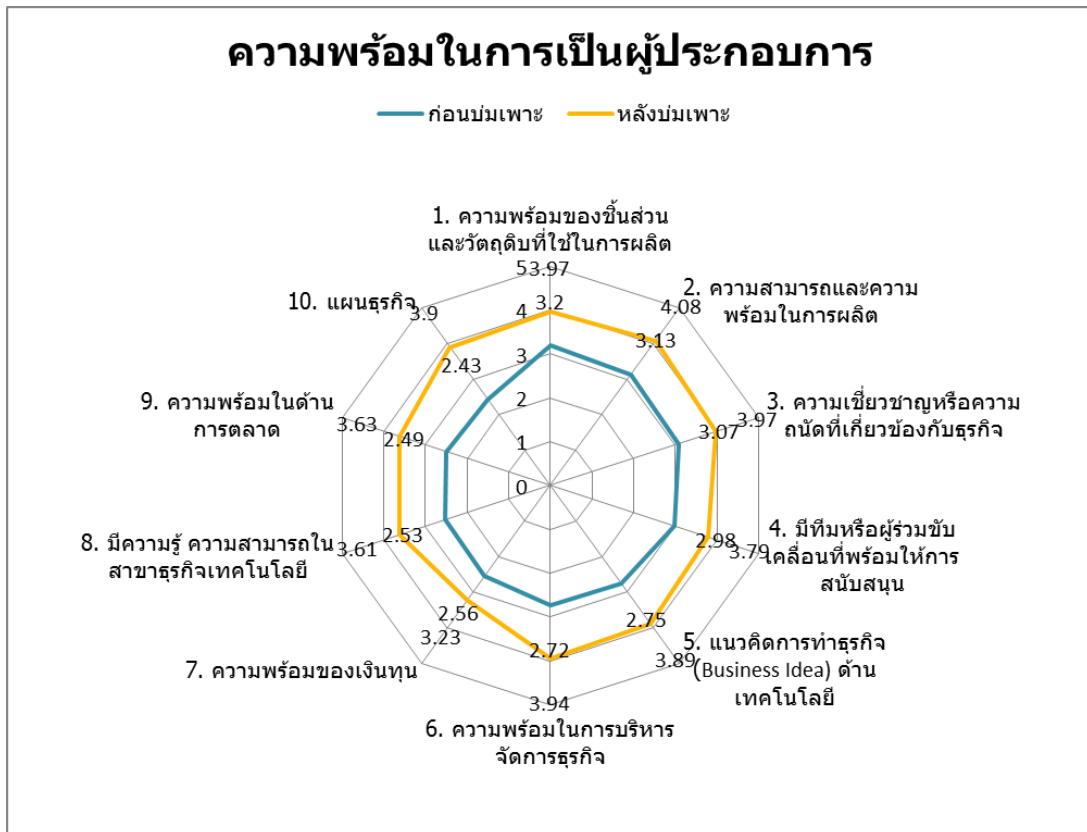 ความพร้อมในการเป็นผู้ประกอบการ
ก่อนบ่มเพาะ
หลังบ่มเพาะ
1. ความพร้อมของชิ้นส่วน
และวัตถุดิบที่ใช้ในการผลิต
5
3.97
3.2
4
3
2
1
0
2. ความสามารถและความ
พร้อมในการผลิต
4.08
3.13
3. ความเชี่ยวชาญหรือความ
ถนัดที่เกี่ยวข้องกับธุรกิจ
3.97
3.07
4. มีทีมหรือผู้ร่วมขับ
เคลื่อนที่พร้อมให้การ
สนับสนุน
2.98
3.79
5. แนวคิดการทำธุรกิจ
(Business Idea) ด้าน
เทคโนโลยี
2.75
3.89
2.72
3.94
6. ความพร้อมในการบริหาร
จัดการธุรกิจ
2.56
3.23
7. ความพร้อมของเงินทุน
8. มีความรู้ ความสามารถใน
สาขาธุรกิจเทคโนโลยี
2.53
3.61
9. ความพร้อมในด้าน
การตลาด
3.63
2.49
10. แผนธุรกิจ
3.9
2.43